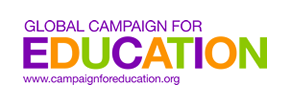 GLOBAL CAMPAIGN FOR
EDUCATION
www.campaignforeducation.org